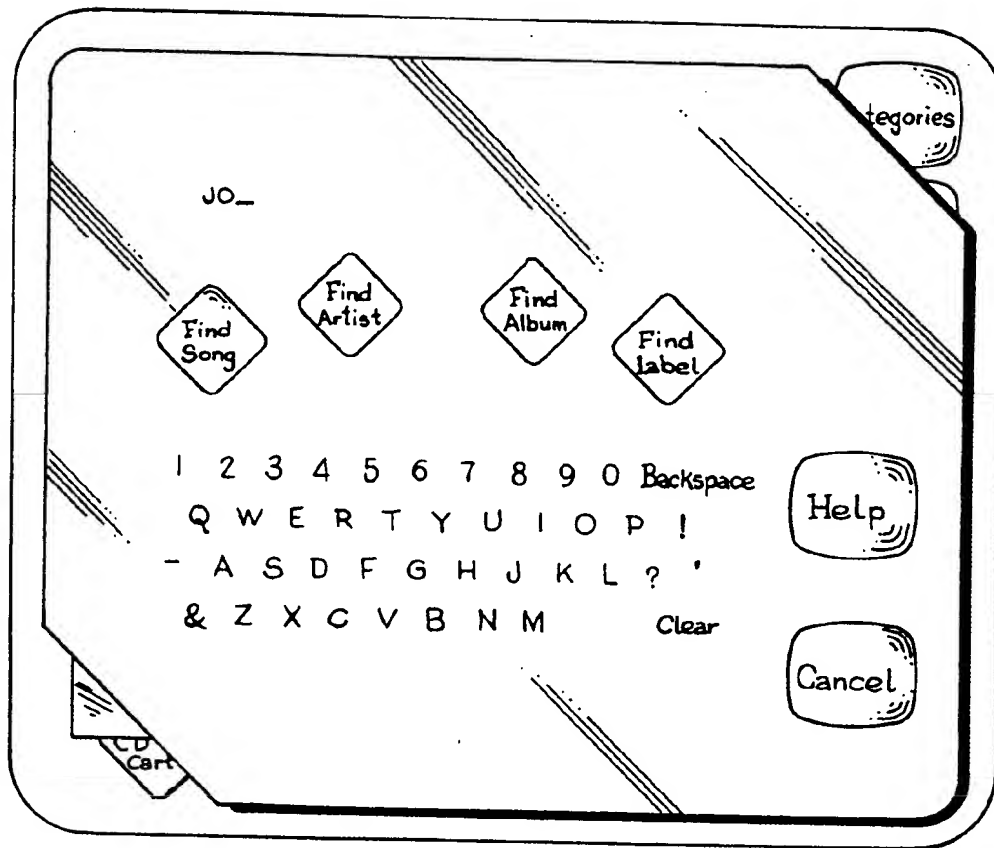 tegories
JO_
Find
Song
Find
Artist
Find
Album
Find
Label
1 2 3 4 5 6 7 8 9 0 Backspace
Q W E R T Y U I O P !
- A S D F G H J K L ? '
& Z X C V B N M Clear
Help
Cancel
CD
Cart